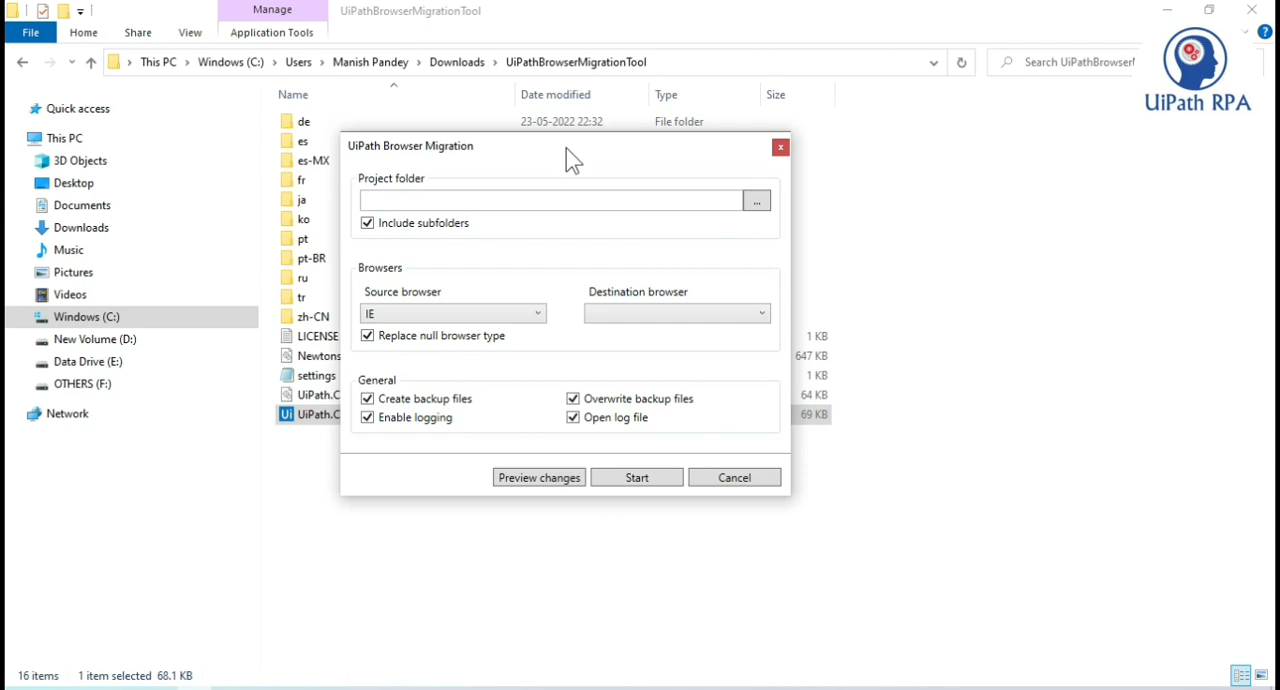 Manage
UiPathBrowserMigrationTool
File
Home
Share
View
Application Tools
This PC
Windows (C:)
Users
Manish Pandey
Downloads
UiPathBrowserMigrationTool
Search UiPathBrowserM
UiPath RPA
Quick access
This PC
3D Objects
Desktop
Documents
Downloads
Music
Pictures
Videos
Windows (C:)
New Volume (D:)
Data Drive (E:)
OTHERS (F:)
Network
Name
Date modified
Type
Size
de
23-05-2022 22:32
File folder
es
es-MX
fr
ja
ko
pt
pt-BR
ru
tr
zh-CN
LICENSE
1 KB
Newtons
647 KB
settings
1 KB
UiPath.C
64 KB
UiPath.C
69 KB
UiPath Browser Migration
x
Project folder
...
Include subfolders
Browsers
Source browser
Destination browser
IE
Replace null browser type
General
Create backup files
Overwrite backup files
Enable logging
Open log file
Preview changes
Start
Cancel
16 items
1 item selected 68.1 KB